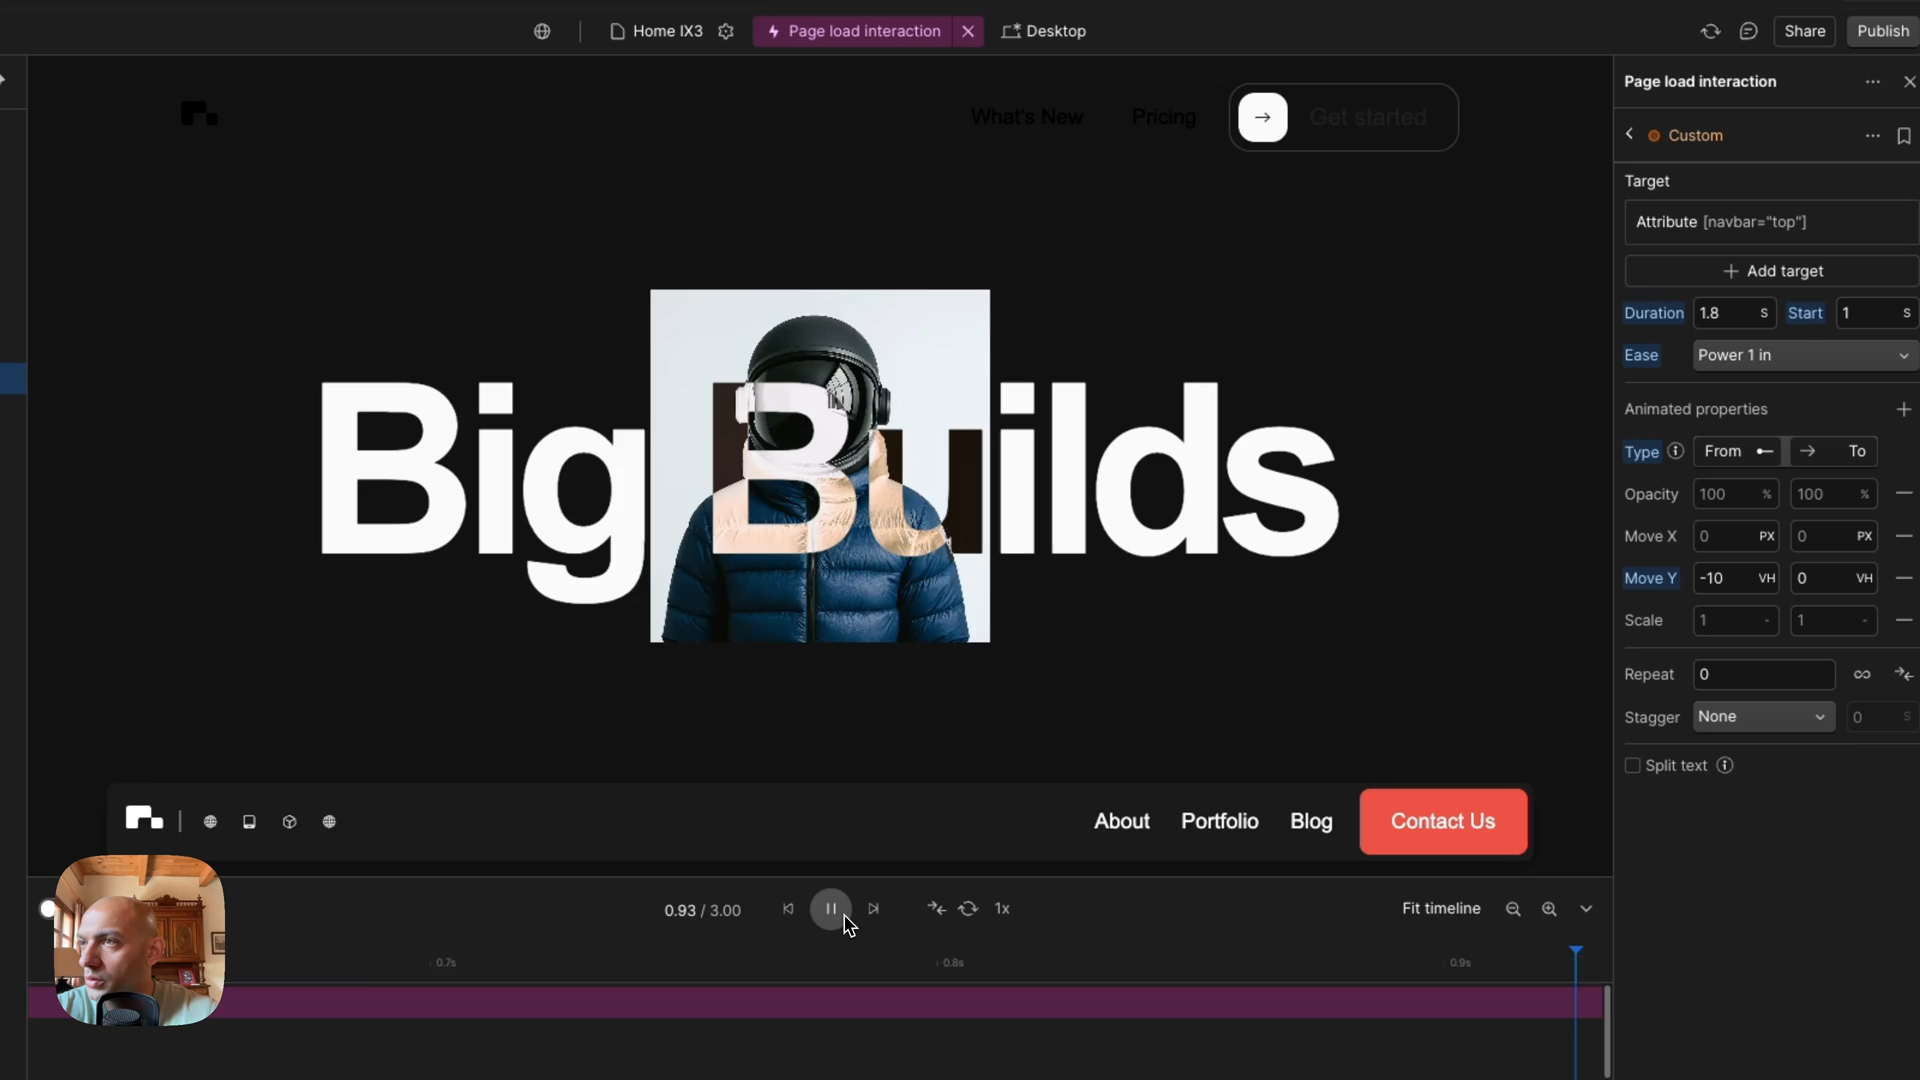 Home IX3
Page load interaction
Desktop
Share
Publish
What's New
Pricing
Get started
Big Builds
About
Portfolio
Blog
Contact Us
0.93 / 3.00
1x
Fit timeline
0.7s
0.8s
0.9s
Page load interaction
Custom
Target
Attribute [navbar="top"]
Add target
Duration 1.8 S Start 1 S
Ease Power 1 in
Animated properties
Type From To
Opacity 100 % 100 %
Move X 0 PX 0 PX
Move Y -10 VH 0 VH
Scale 1 - 1 -
Repeat 0
Stagger None 0 S
Split text